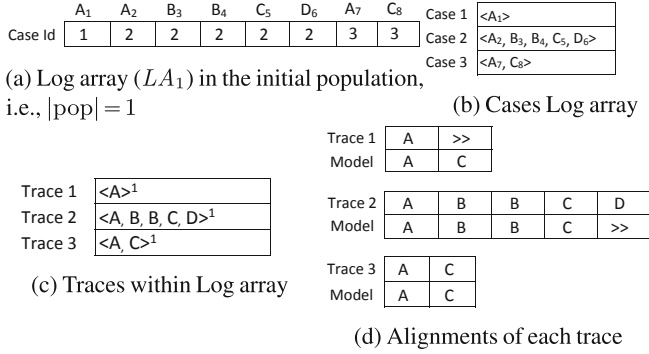 A₁ A₂ B₃ B₄ C₅ D₆ A₇ C₈
Case Id 1 2 2 2 2 2 3 3
(a) Log array (LA₁) in the initial population,
i.e., |pop| = 1
Case 1 <A₁>
Case 2 <A₂, B₃, B₄, C₅, D₆>
Case 3 <A₇, C₈>
(b) Cases Log array
Trace 1 <A>¹
Trace 2 <A, B, B, C, D>¹
Trace 3 <A, C>¹
(c) Traces within Log array
Trace 1 A >>
Model A C
Trace 2 A B B C D
Model A B B C >>
Trace 3 A C
Model A C
(d) Alignments of each trace